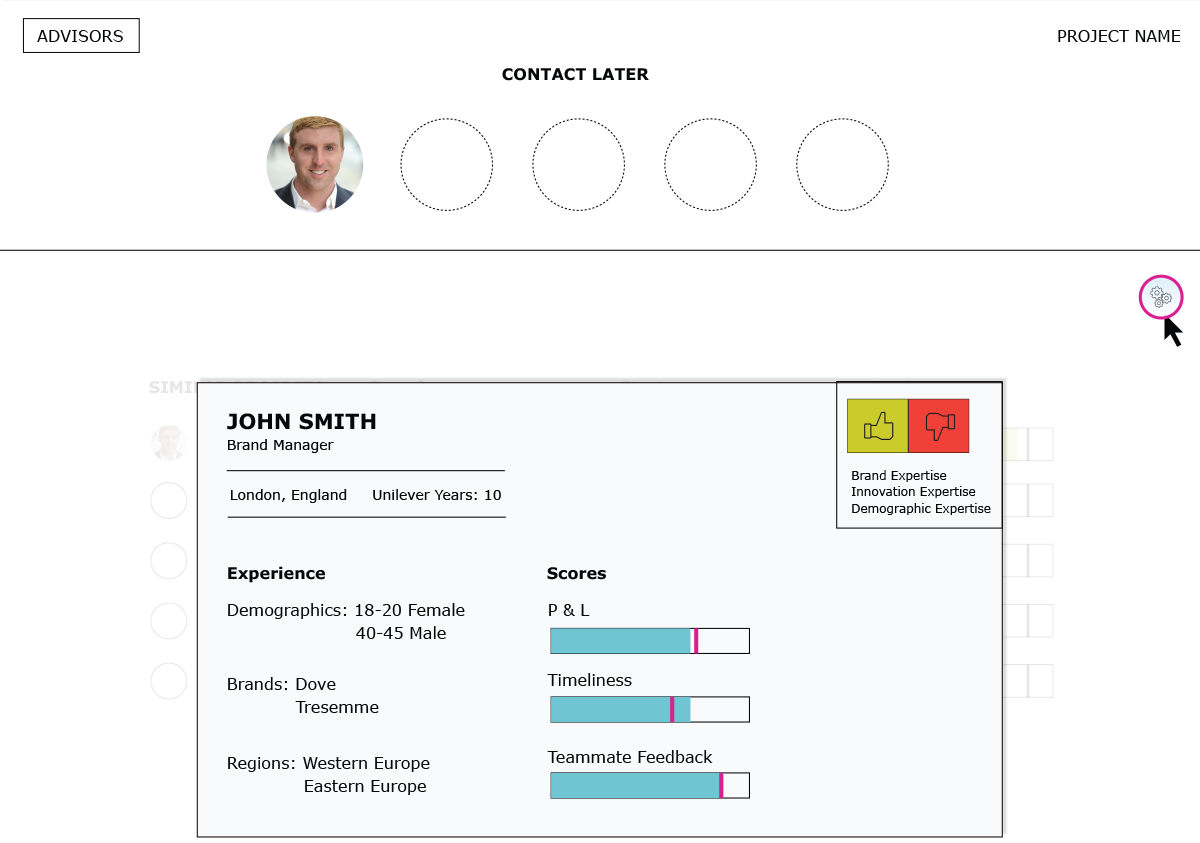 ADVISORS
PROJECT NAME
CONTACT LATER
JOHN SMITH
Brand Manager
London, England Unilever Years: 10
Brand Expertise
Innovation Expertise
Demographic Expertise
Experience
Scores
Demographics: 18-20 Female
40-45 Male
P & L
Brands: Dove
Tresemme
Timeliness
Regions: Western Europe
Eastern Europe
Teammate Feedback